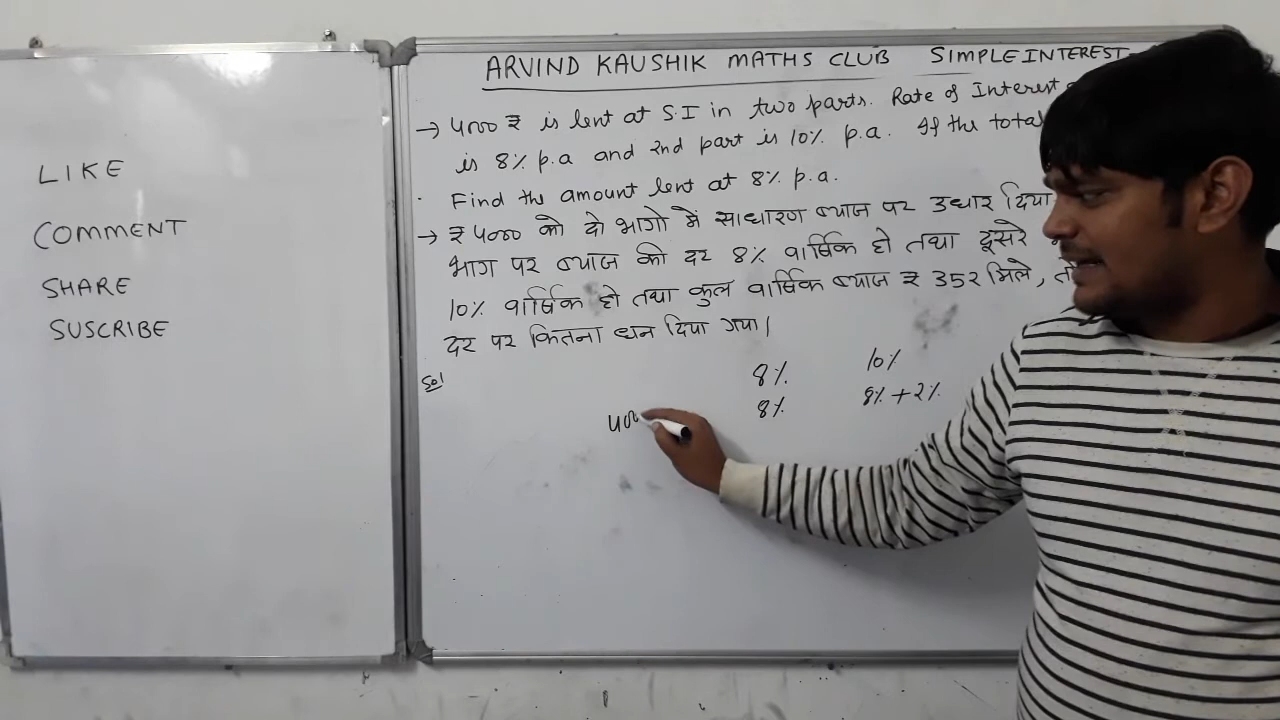 LIKE
COMMENT
SHARE
SUSCRIBE
ARVIND KAUSHIK MATHS CLUB SIMPLE INTEREST
→ 4000 ₹ is lent at S.I in two parts. Rate of Interest
is 8% p.a and 2nd part is 10% p.a. If the total
Find the amount lent at 8% p.a.
→ ₹ 4000 को दो भागो में साधारण ब्याज पर उधार दिया
भाग पर ब्याज की दर 8% वार्षिक हो तथा दूसरे
10% वार्षिक हो तथा कुल वार्षिक ब्याज ₹ 352 मिले,
दर पर कितना धन दिया गया।
Sol
8% 10%
8% 8% + 2%